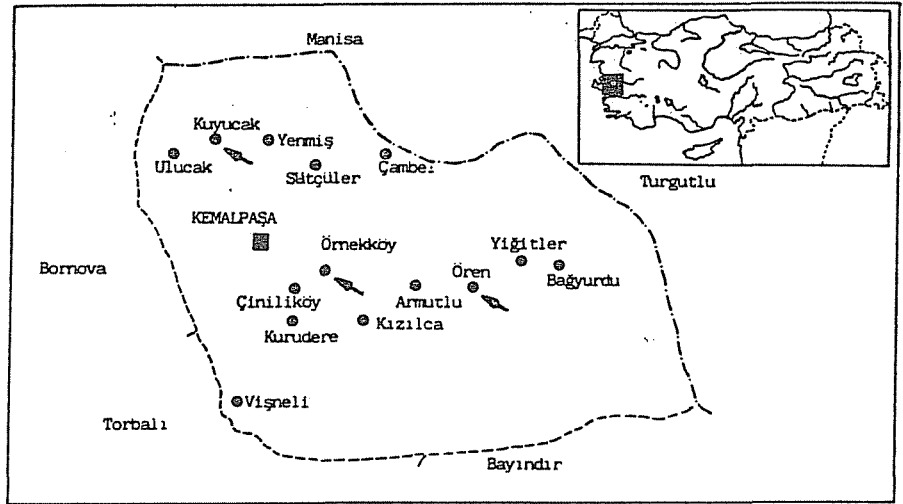 Manisa
Kuyucak
Yenmiş
Ulucak
Sütçüler
Çambel
Turgutlu
KEMALPAŞA
Örnekköy
Yiğitler
Bornova
Ören
Bağyurdu
Çiniliköy
Armutlu
Kurudere
Kızılca
Vişneli
Torbalı
Bayındır